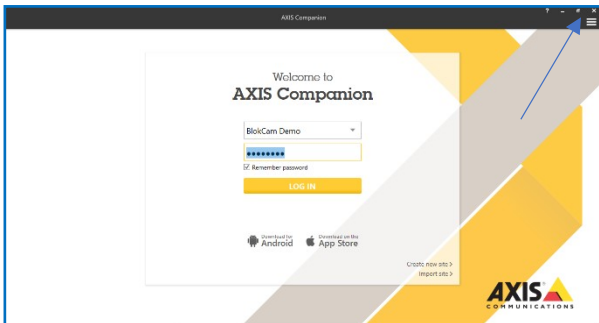 AXIS Companion
?
Welcome to
AXIS Companion
BlokCam Demo
Remember password
LOG IN
Download for
Android
Download on the
App Store
Create new site >
Import site >
AXIS
COMMUNICATIONS